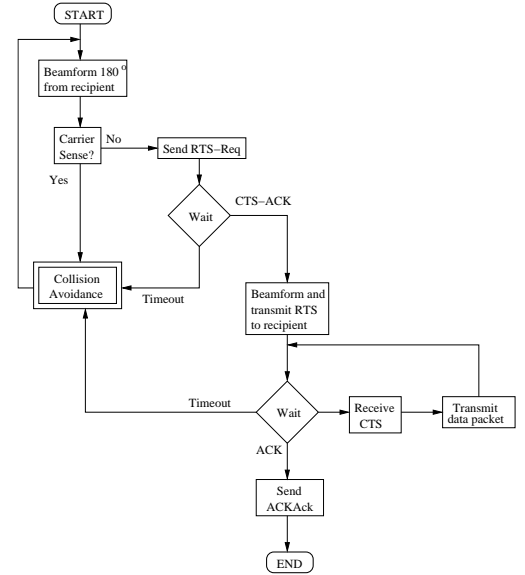 START
Beamform 180°
from recipient
Carrier
Sense?
No
Send RTS-Req
Yes
Wait
CTS-ACK
Collision
Avoidance
Timeout
Beamform and
transmit RTS
to recipient
Timeout
Wait
Receive
CTS
Transmit
data packet
ACK
Send
ACKAck
END